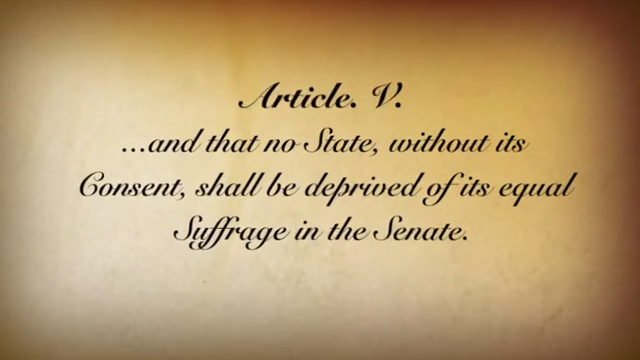 Article. V.
...and that no State, without its
Consent, shall be deprived of its equal
Suffrage in the Senate.